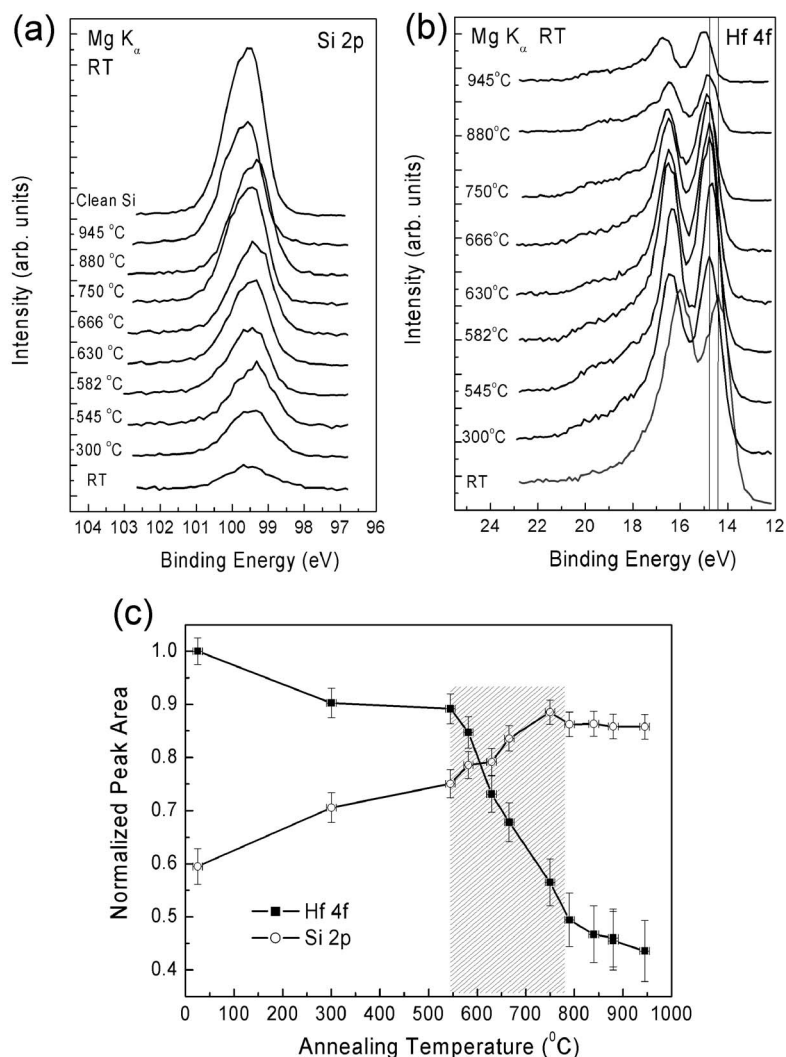 (a)
Mg Kα
RT
Si 2p
Clean Si
945 °C
880 °C
750 °C
666 °C
630 °C
582 °C
545 °C
300 °C
RT
Intensity (arb. units)
104 103 102 101 100 99 98 97 96
Binding Energy (eV)
(b)
Mg Kα RT
Hf 4f
945°C
880°C
750°C
666°C
630°C
582°C
545°C
300°C
RT
Intensity (arb. units)
24 22 20 18 16 14 12
Binding Energy (eV)
(c)
1.0
0.9
0.8
0.7
0.6
0.5
0.4
Normalized Peak Area
Hf 4f
Si 2p
0 100 200 300 400 500 600 700 800 900 1000
Annealing Temperature (⁰C)